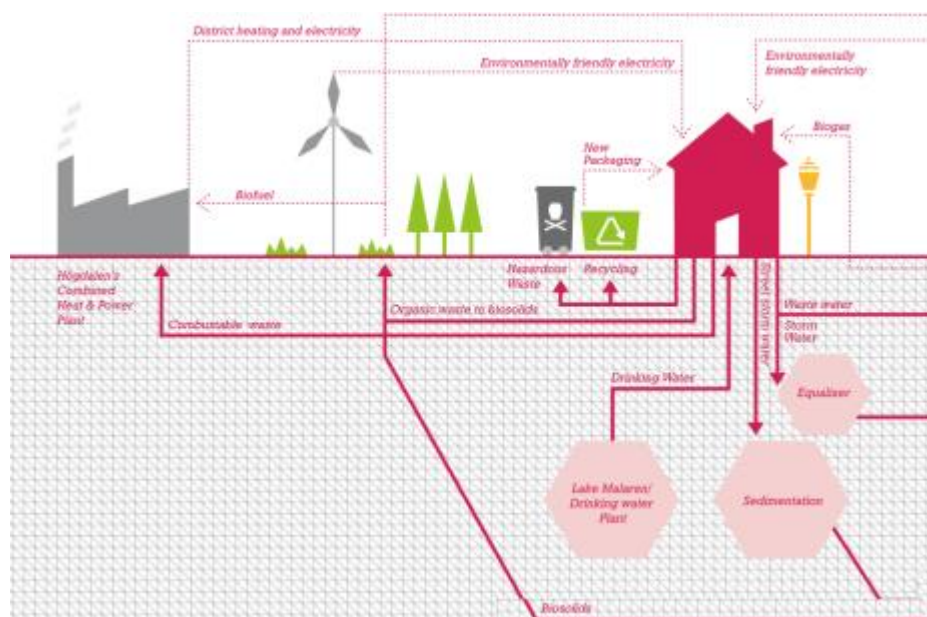 District heating and electricity
Environmentally friendly electricity
Environmentally
friendly electricity
Biogas
New
Packaging
Biofuel
Högdalen's
Combined
Heat & Power
Plant
Hazardous
Waste
Recycling
Organic waste to biosolids
Combustable waste
Street storm water
Waste water
Storm
Water
Drinking Water
Equaliser
Lake Malaren/
Drinking water
Plant
Sedimentation
Biosolids